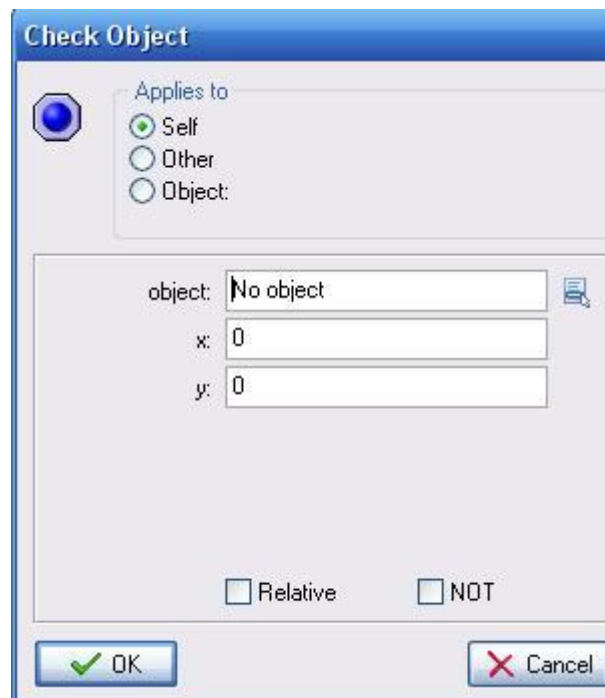 Check Object
Applies to
Self
Other
Object:
object: No object
x: 0
y: 0
Relative NOT
OK Cancel